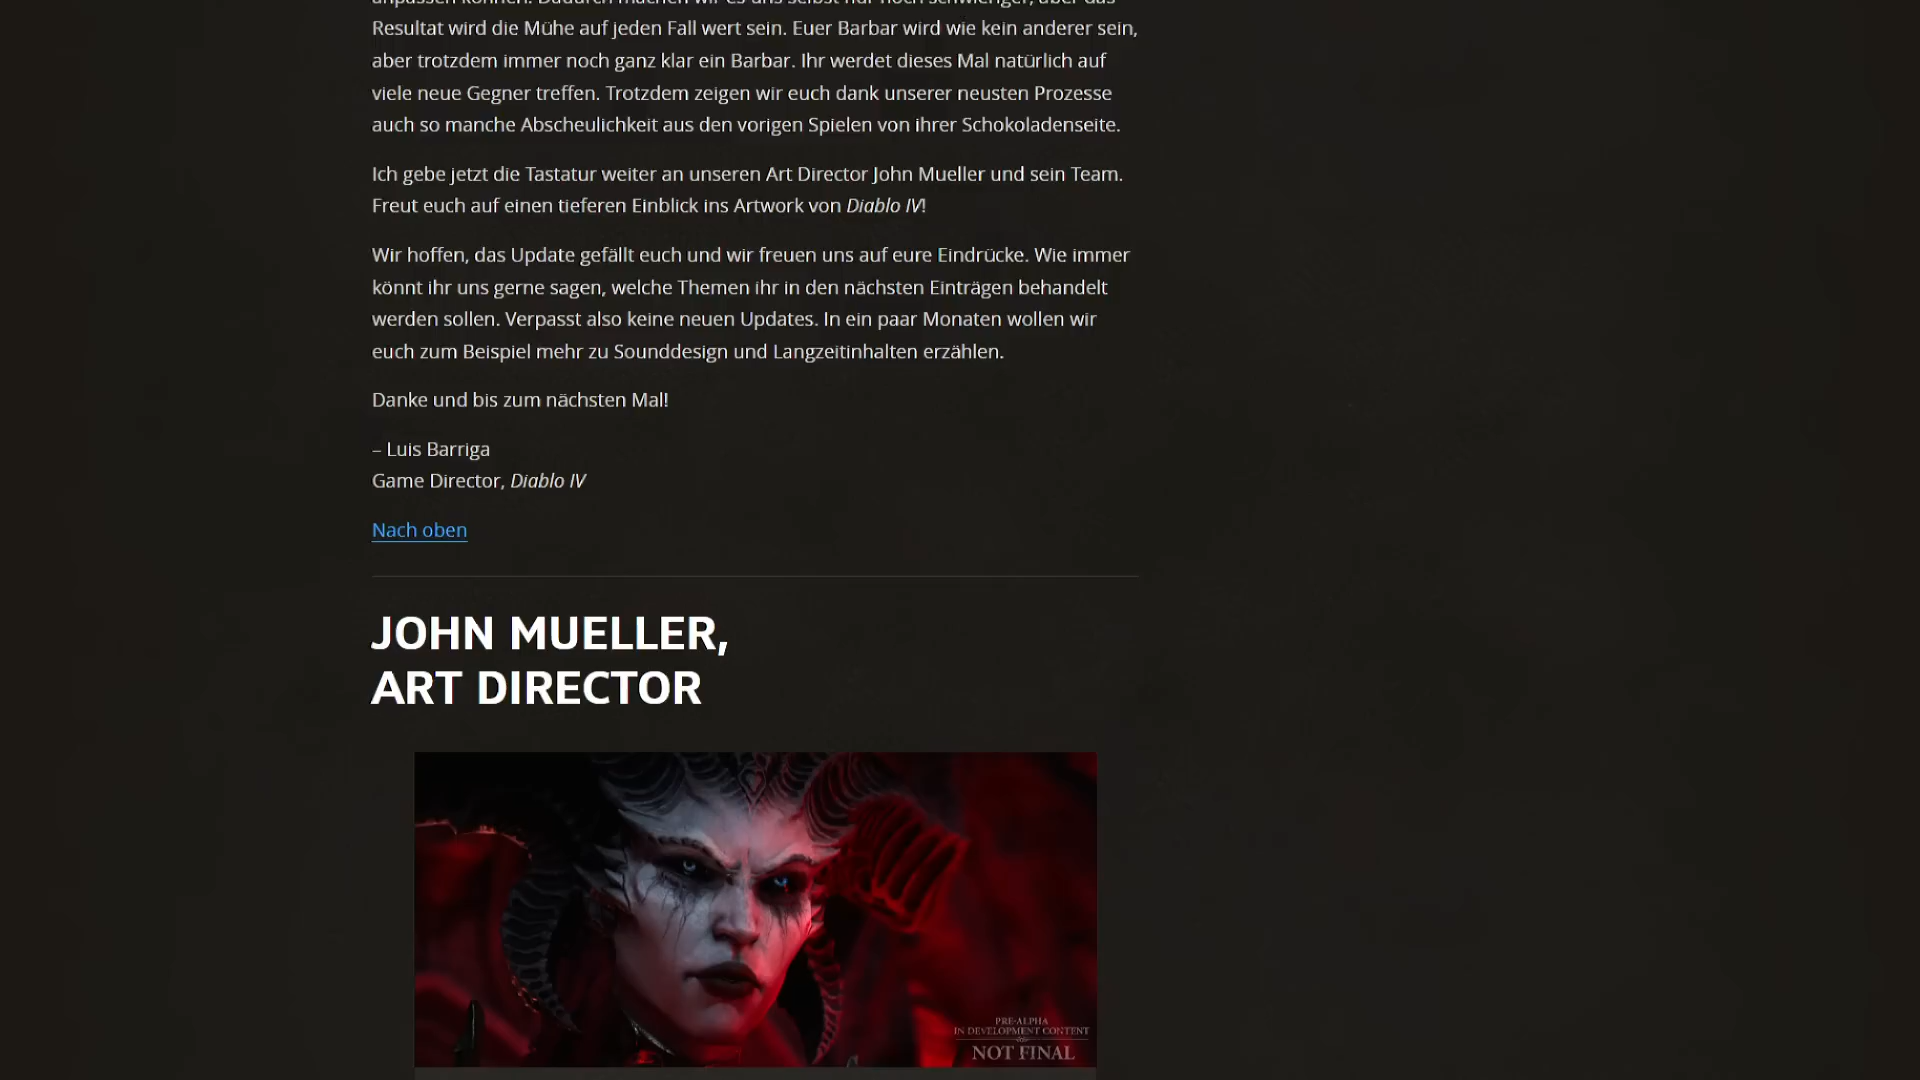 anpassen können. Dadurch machen wir es uns selbst nur noch schwieriger, aber das
Resultat wird die Mühe auf jeden Fall wert sein. Euer Barbar wird wie kein anderer sein,
aber trotzdem immer noch ganz klar ein Barbar. Ihr werdet dieses Mal natürlich auf
viele neue Gegner treffen. Trotzdem zeigen wir euch dank unserer neusten Prozesse
auch so manche Abscheulichkeit aus den vorigen Spielen von ihrer Schokoladenseite.
Ich gebe jetzt die Tastatur weiter an unseren Art Director John Mueller und sein Team.
Freut euch auf einen tieferen Einblick ins Artwork von Diablo IV!
Wir hoffen, das Update gefällt euch und wir freuen uns auf eure Eindrücke. Wie immer
könnt ihr uns gerne sagen, welche Themen ihr in den nächsten Einträgen behandelt
werden sollen. Verpasst also keine neuen Updates. In ein paar Monaten wollen wir
euch zum Beispiel mehr zu Sounddesign und Langzeitinhalten erzählen.
Danke und bis zum nächsten Mal!
– Luis Barriga
Game Director, Diablo IV
Nach oben
JOHN MUELLER,
ART DIRECTOR
PRE-ALPHA
IN DEVELOPMENT CONTENT
NOT FINAL